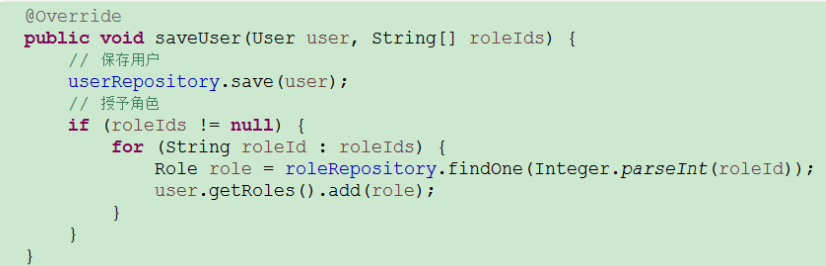 @Override
public void saveUser(User user, String[] roleIds) {
// 保存用户
userRepository.save(user);
// 授予角色
if (roleIds != null) {
for (String roleId : roleIds) {
Role role = roleRepository.findOne(Integer.parseInt(roleId));
user.getRoles().add(role);
}
}
}